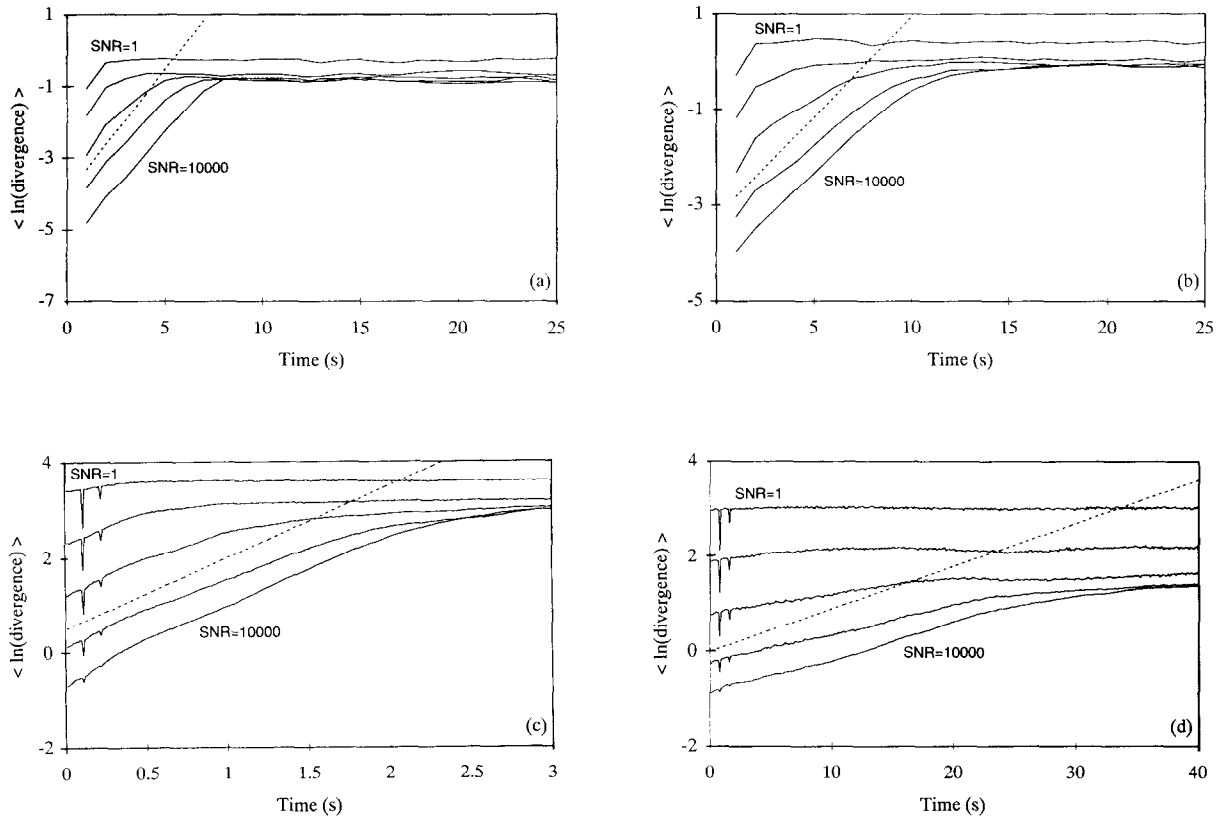 1
-1
-3
-5
-7
< ln(divergence) >
SNR=1
SNR=10000
(a)
0 5 10 15 20 25
Time (s)
1
-1
-3
-5
< ln(divergence) >
SNR=1
SNR=10000
(b)
0 5 10 15 20 25
Time (s)
4
2
0
-2
< ln(divergence) >
SNR=1
SNR=10000
(c)
0 0.5 1 1.5 2 2.5 3
Time (s)
4
2
0
-2
< ln(divergence) >
SNR=1
SNR=10000
(d)
0 10 20 30 40
Time (s)